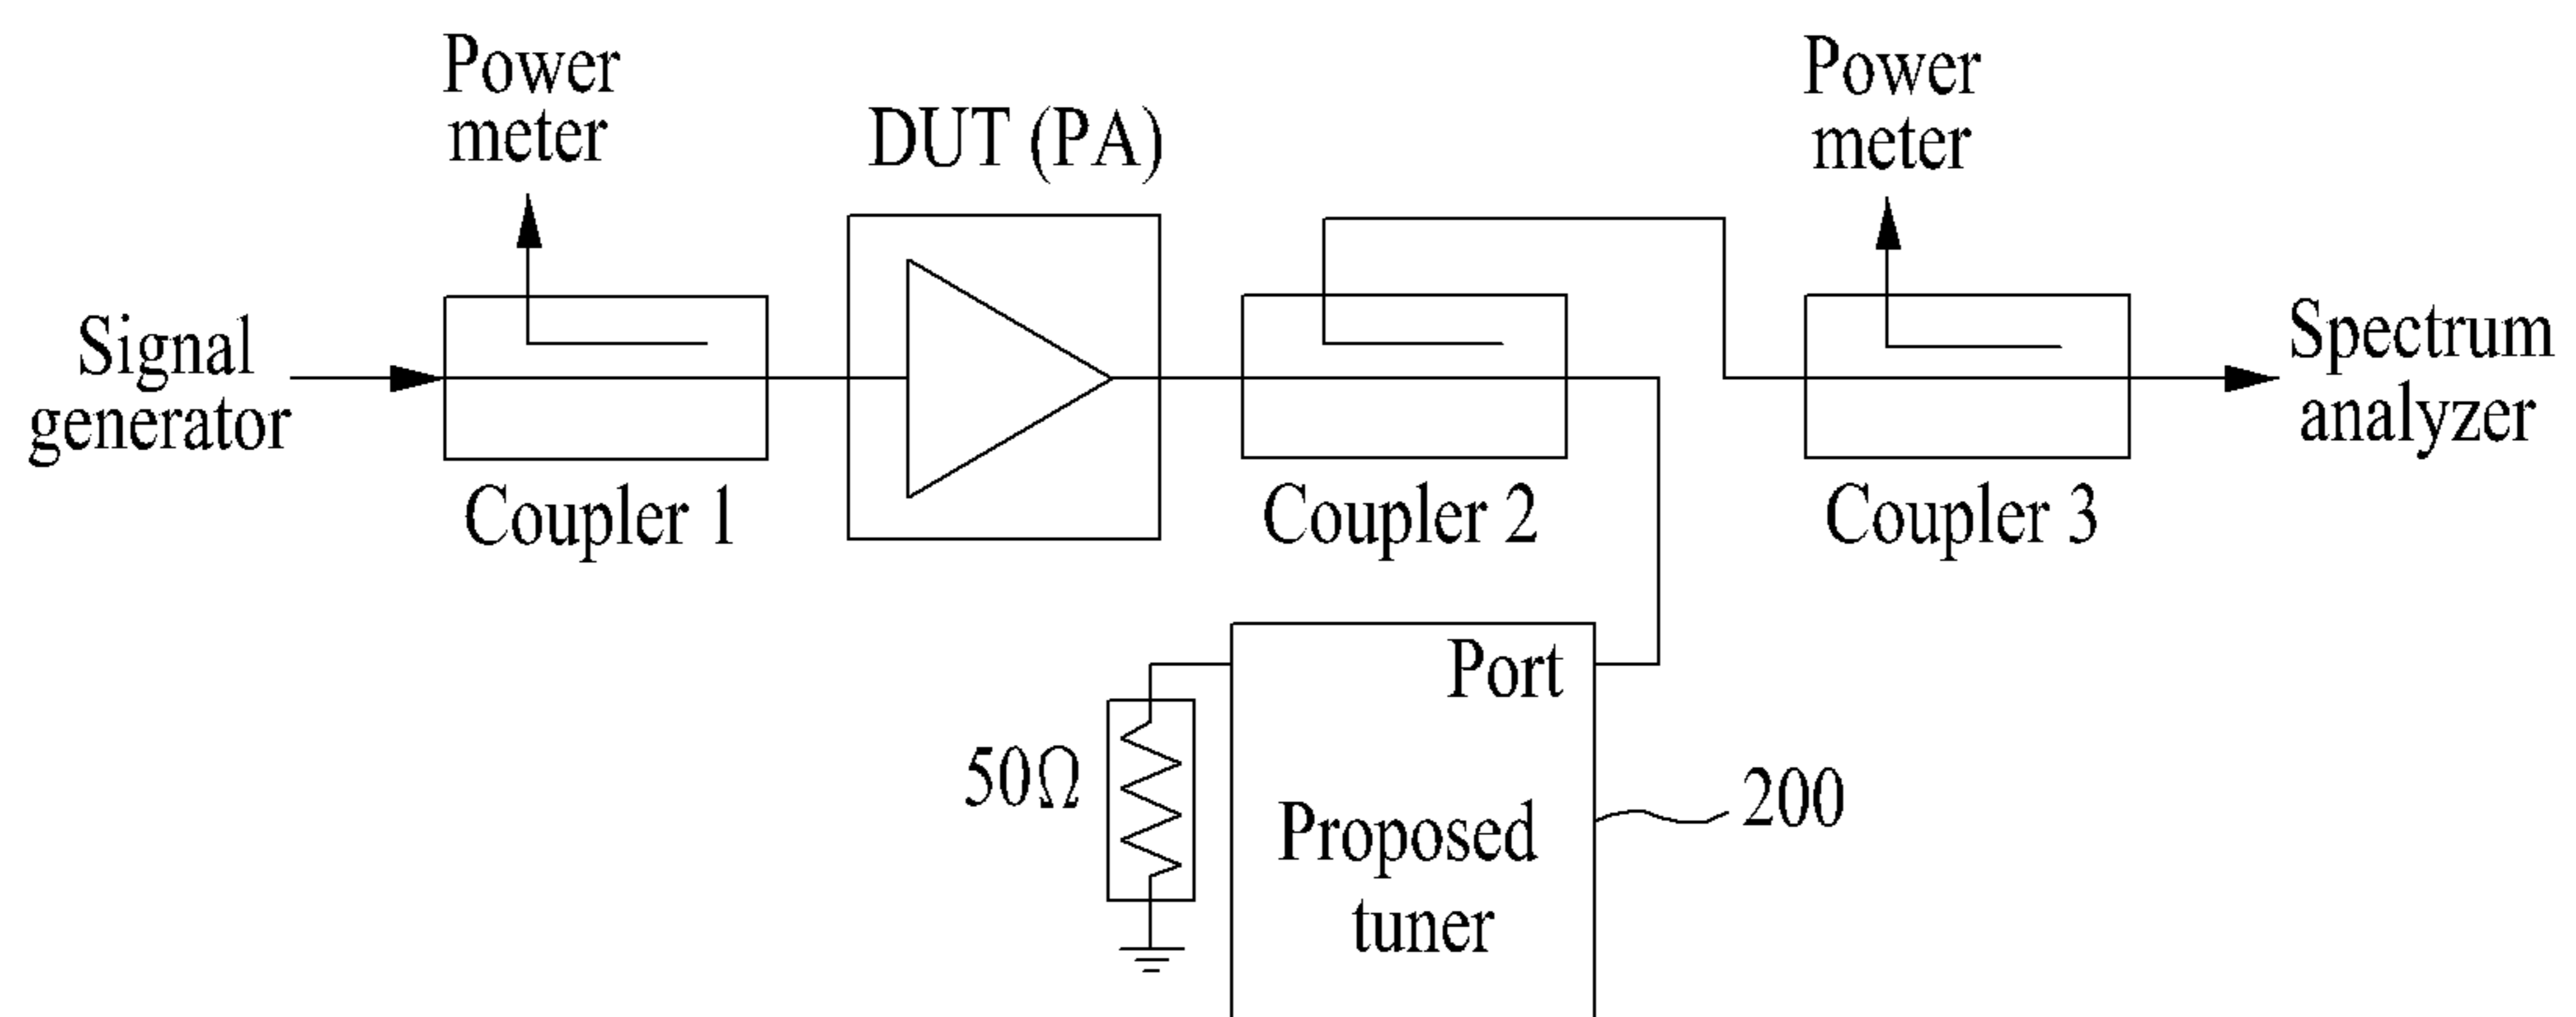 Power
meter
DUT (PA)
Power
meter
Signal
generator
Spectrum
analyzer
Coupler 1
Coupler 2
Coupler 3
Port
50Ω
Proposed
tuner
200